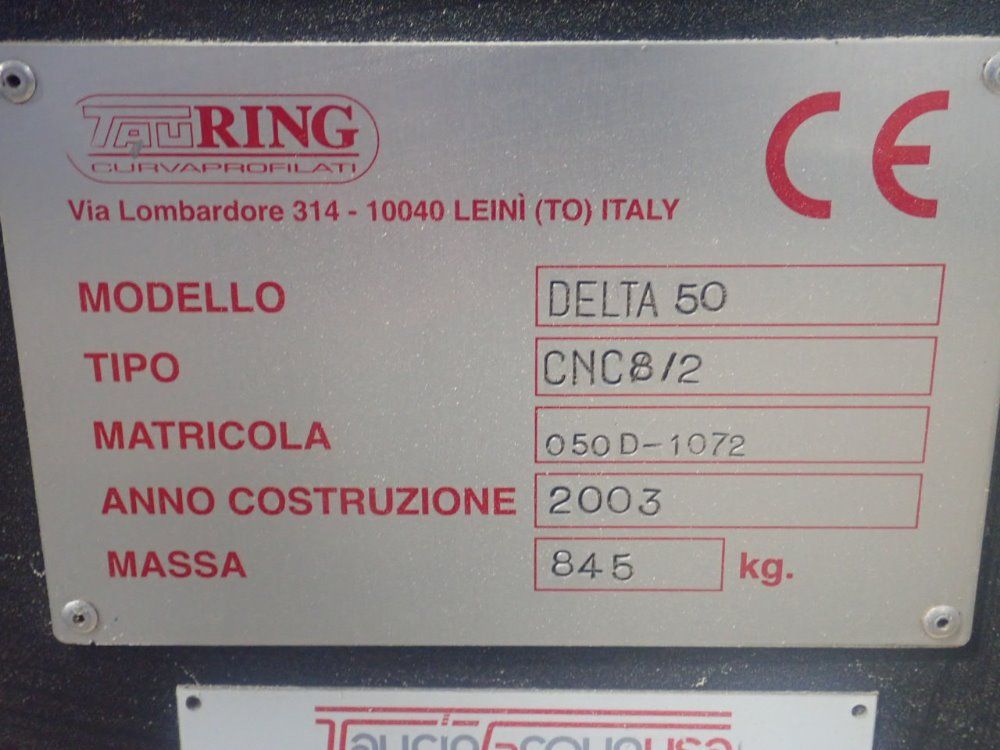 TAURING
CURVAPROFILATI
CE
Via Lombardore 314 - 10040 LEINÌ (TO) ITALY
MODELLO DELTA 50
TIPO CNC8/2
MATRICOLA 050D-1072
ANNO COSTRUZIONE 2003
MASSA 845 kg.